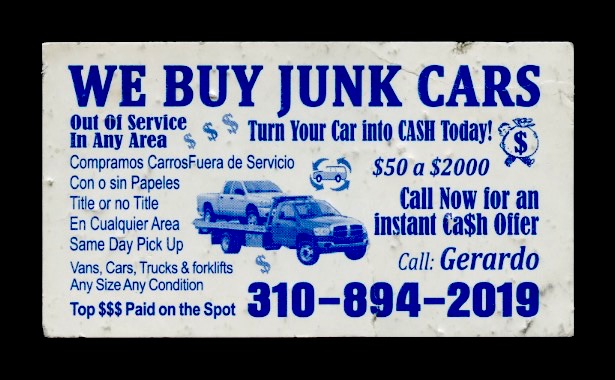 WE BUY JUNK CARS
Out Of Service
In Any Area
$ $ $
Turn Your Car into CASH Today!
$
Compramos CarrosFuera de Servicio
$50 a $2000
Con o sin Papeles
Title or no Title
Call Now for an
En Cualquier Area
instant Ca$h Offer
Same Day Pick Up
Call: Gerardo
Vans, Cars, Trucks & forklifts
$
Any Size Any Condition
Top $$$ Paid on the Spot
310-894-2019